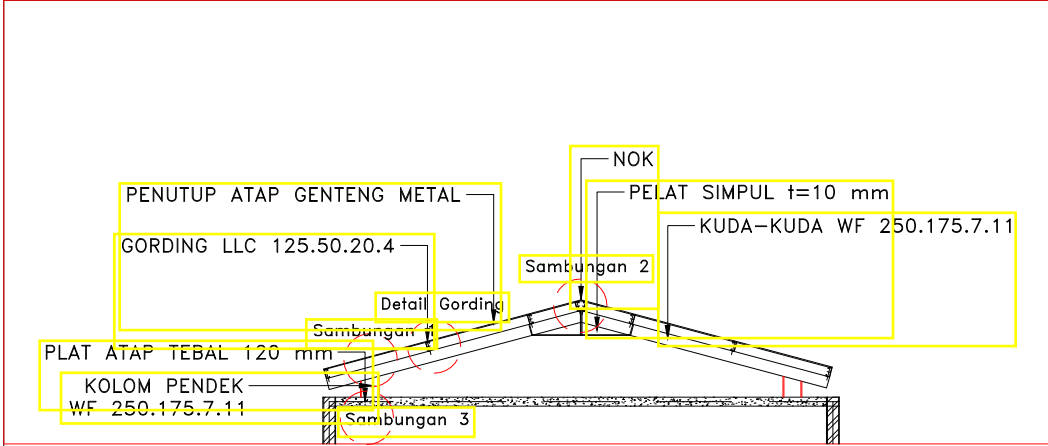 NOK
PENUTUP ATAP GENTENG METAL
PELAT SIMPUL t=10 mm
KUDA-KUDA WF 250.175.7.11
GORDING LLC 125.50.20.4
Sambungan 2
Detail Gording
Sambungan
PLAT ATAP TEBAL 120 mm
KOLOM PENDEK
WF 250.175.7.11
Sambungan 3